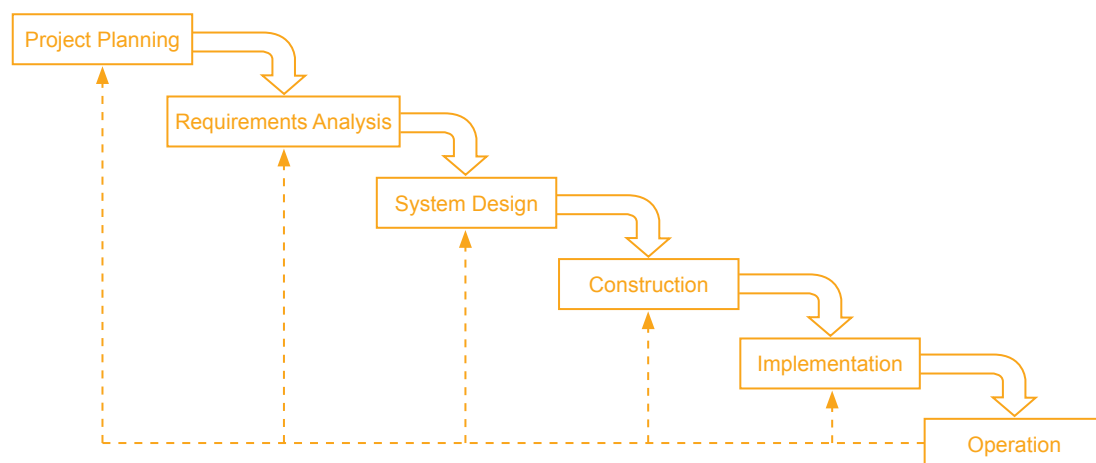 Project Planning
Requirements Analysis
System Design
Construction
Implementation
Operation